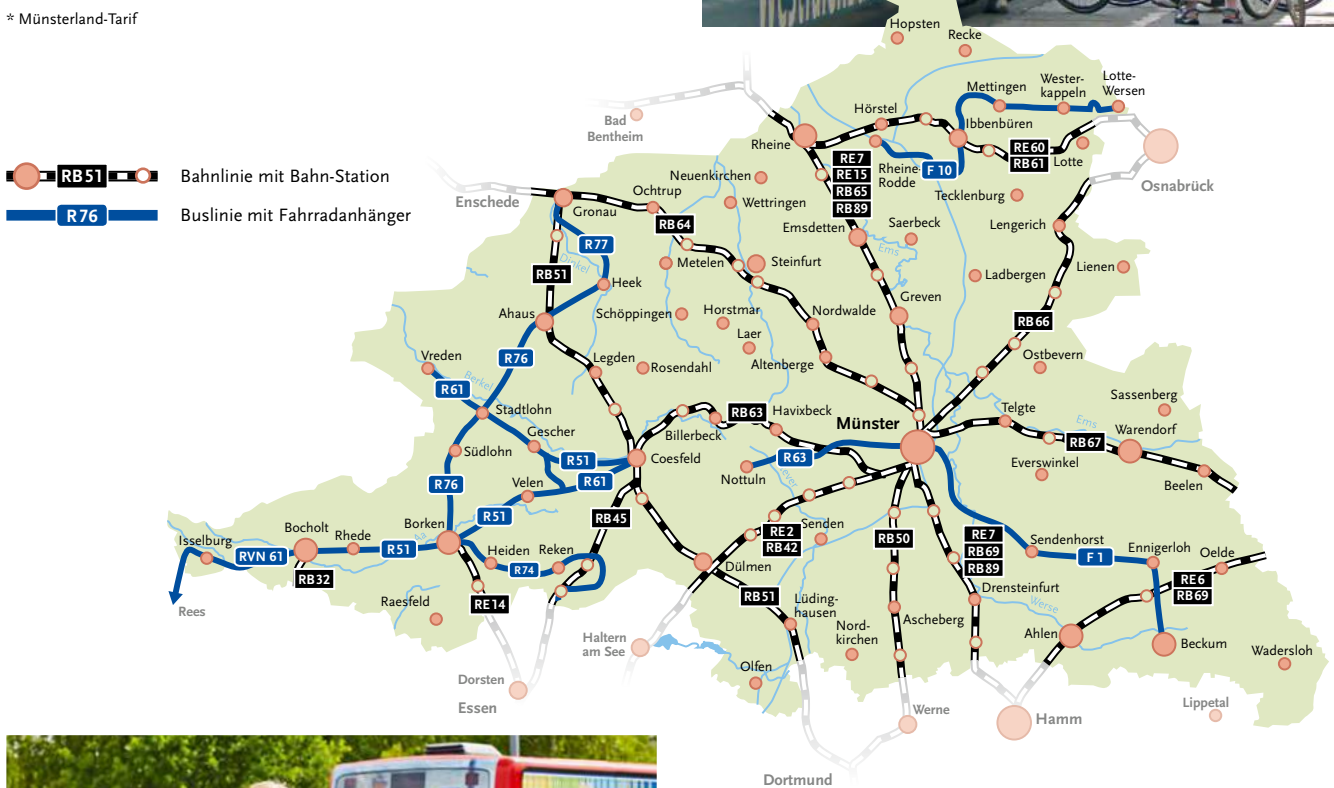 * Münsterland-Tarif
RB51
Bahnlinie mit Bahn-Station
R76
Buslinie mit Fahrradanhänger
Hopsten
Recke
Mettingen
Wester-
kappeln
Lotte-
Wersen
Bad
Bentheim
Hörstel
Ibbenbüren
Rheine
RE60
RB61
Lotte
RE7
RE15
RB65
RB89
Rheine-
Rodde
F 10
Osnabrück
Enschede
Gronau
Ochtrup
Neuenkirchen
Wettringen
Tecklenburg
RB64
Emsdetten
Saerbeck
Lengerich
R77
Dinkel
Ems
Metelen
Steinfurt
RB51
Heek
Ladbergen
Lienen
Ahaus
Schöppingen
Horstmar
Nordwalde
Greven
RB66
Laer
R76
Vreden
Legden
Rosendahl
Altenberge
Ostbevern
R61
Berkel
Stadtlohn
RB63
Havixbeck
Münster
Telgte
Sassenberg
Ems
Gescher
Billerbeck
RB67
Warendorf
Südlohn
R51
Coesfeld
R63
Nottuln
Everswinkel
Beelen
R76
Velen
R61
R51
RB45
RE2
RB42
Senden
RB50
RE7
RB69
RB89
Sendenhorst
F 1
Ennigerloh
Oelde
Isselburg
RVN 61
Bocholt
Rhede
R51
Borken
Aa
Heiden
R74
Reken
RB32
RE14
Raesfeld
Rees
Dülmen
RB51
Lüding-
hausen
Drensteinfurt
Werse
RE6
RB69
Ascheberg
Nord-
kirchen
Ahlen
Beckum
Haltern
am See
Olfen
Wadersloh
Dorsten
Essen
Werne
Hamm
Lippetal
Dortmund